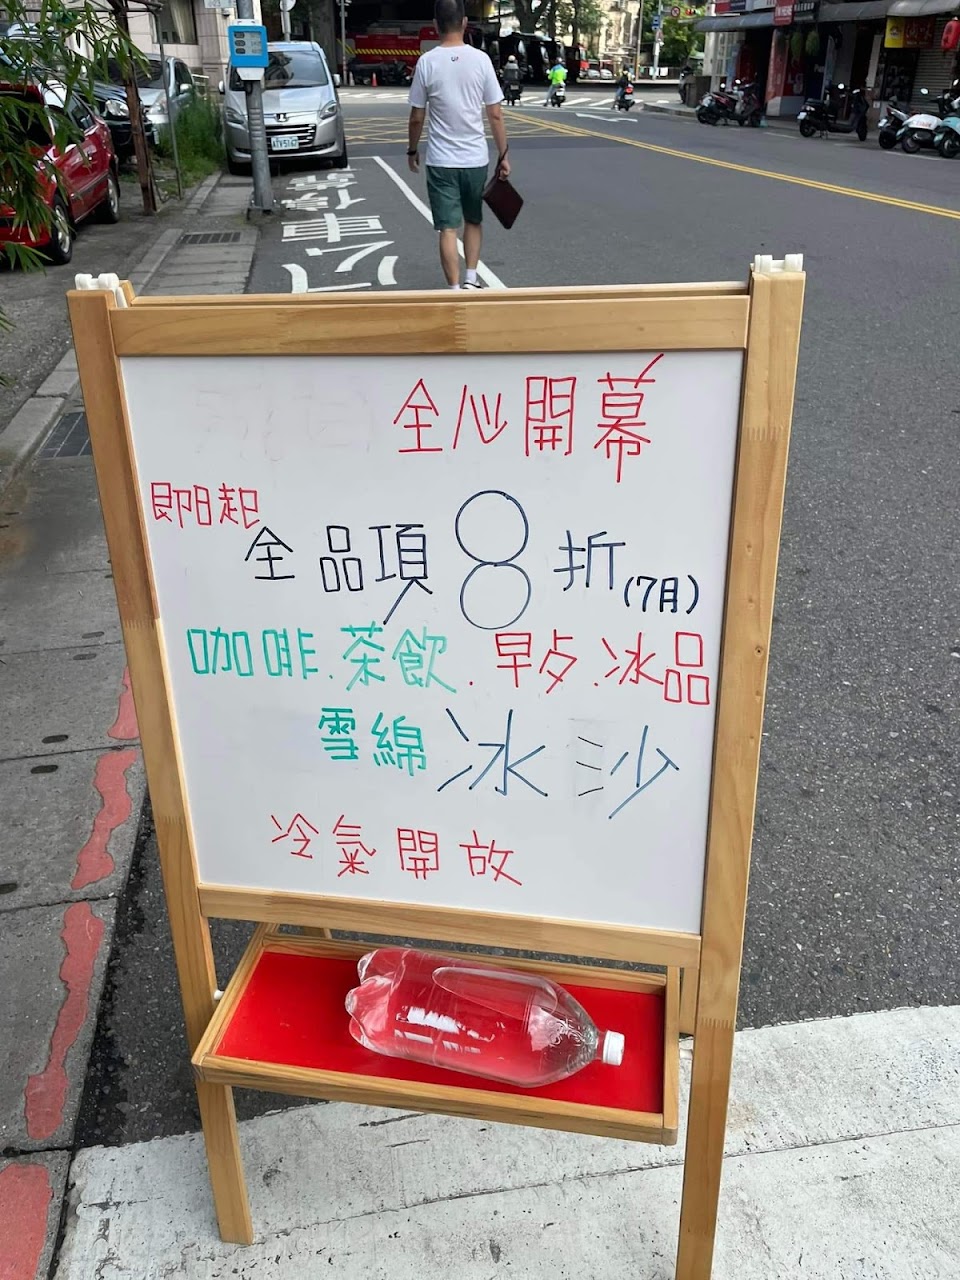 全心開幕
即日起
全品項8折(7月)
咖啡.茶飲.早歺.冰品
雪綿冰沙
冷氣開放